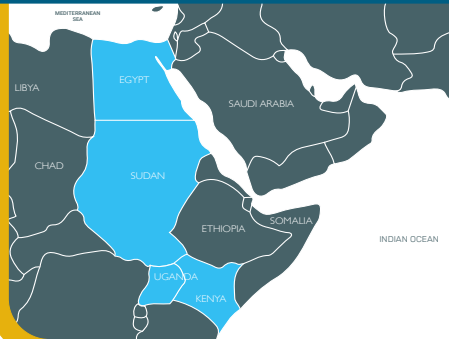 MEDITERRANEAN
SEA
EGYPT
LIBYA
SAUDI ARABIA
CHAD
SUDAN
SOMALIA
ETHIOPIA
INDIAN OCEAN
UGANDA
KENYA